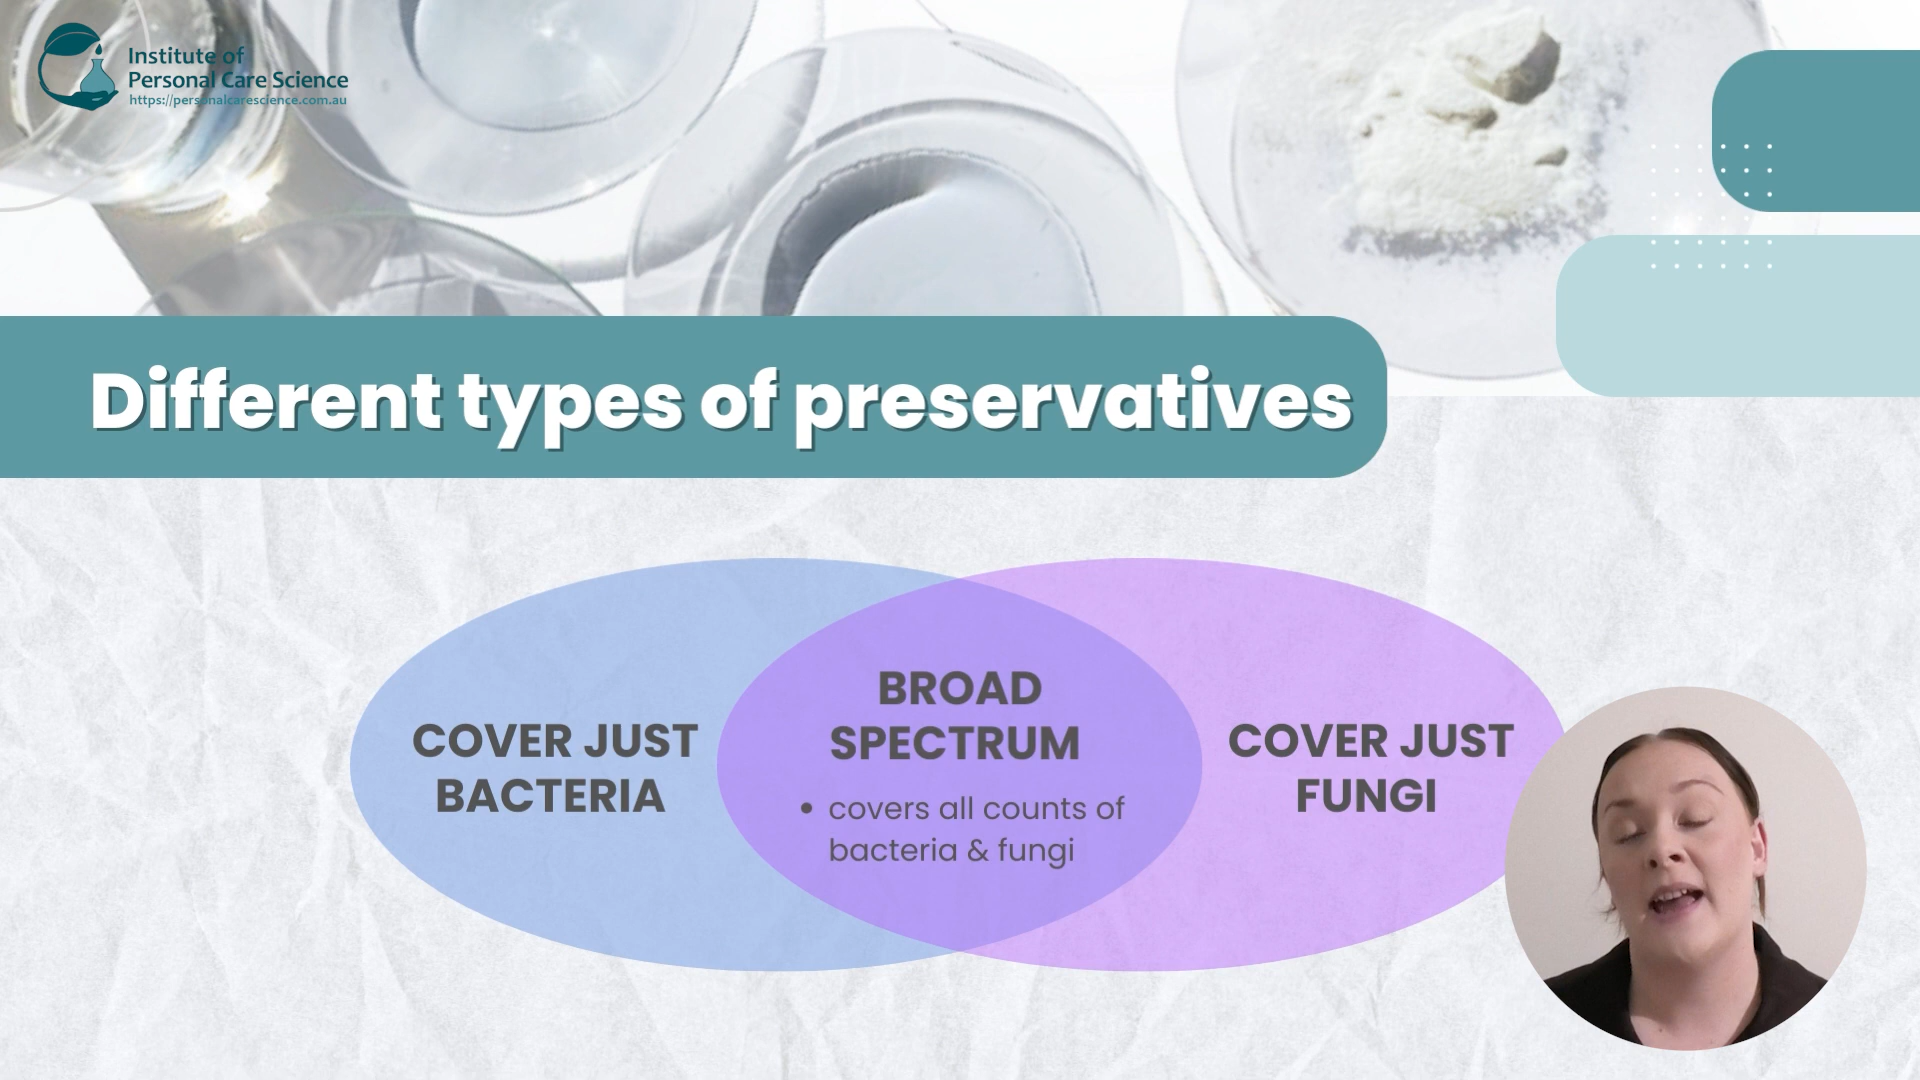 Institute of
Personal Care Science
https://personalcarescience.com.au
Different types of preservatives
COVER JUST
BACTERIA
BROAD
SPECTRUM
• covers all counts of
bacteria & fungi
COVER JUST
FUNGI